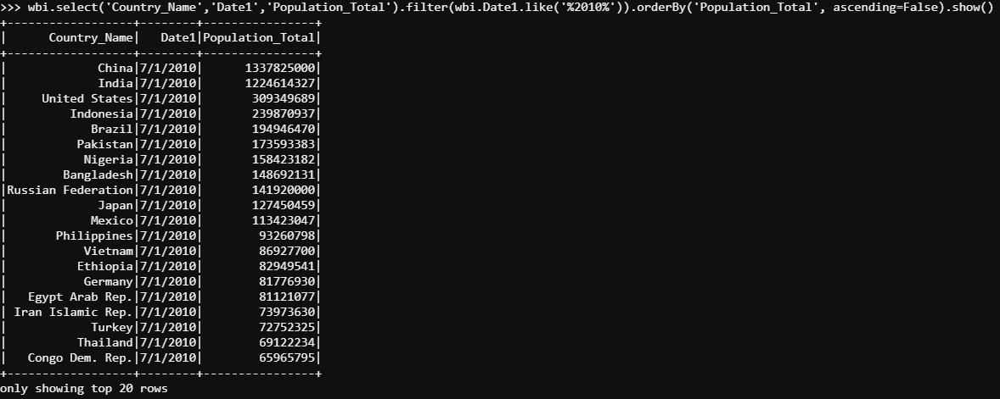 >>> wbi.select('Country_Name','Date1','Population_Total').filter(wbi.Date1.like('%2010%')).orderBy('Population_Total', ascending=False).show()
+------------------+--------+----------------+
|      Country_Name|   Date1|Population_Total|
+------------------+--------+----------------+
|             China|7/1/2010|      1337825000|
|             India|7/1/2010|      1224614327|
|     United States|7/1/2010|       309349689|
|         Indonesia|7/1/2010|       239870937|
|            Brazil|7/1/2010|       194946470|
|          Pakistan|7/1/2010|       173593383|
|           Nigeria|7/1/2010|       158423182|
|        Bangladesh|7/1/2010|       148692131|
|Russian Federation|7/1/2010|       141920000|
|             Japan|7/1/2010|       127450459|
|            Mexico|7/1/2010|       113423047|
|       Philippines|7/1/2010|        93260798|
|           Vietnam|7/1/2010|        86927700|
|          Ethiopia|7/1/2010|        82949541|
|           Germany|7/1/2010|        81776930|
|   Egypt Arab Rep.|7/1/2010|        81121077|
| Iran Islamic Rep.|7/1/2010|        73973630|
|            Turkey|7/1/2010|        72752325|
|          Thailand|7/1/2010|        69122234|
|   Congo Dem. Rep.|7/1/2010|        65965795|
+------------------+--------+----------------+
only showing top 20 rows